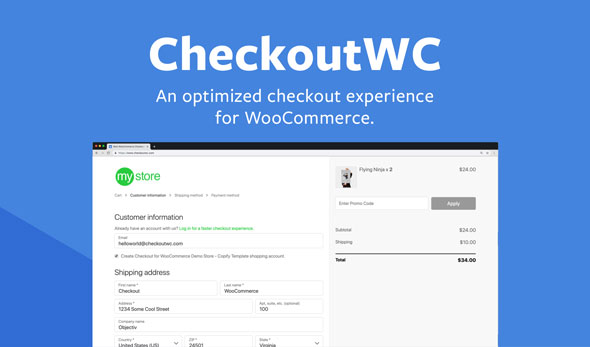 CheckoutWC
An optimized checkout experience
for WooCommerce.
my store
Cart > Customer information > Shipping method > Payment method
Customer information
Already have an account with us? Log in for a faster checkout experience.
Email
helloworld@checkoutwc.com
Create Checkout for WooCommerce Demo Store - Copify Template shipping account
Shipping address
First name *
Checkout
Last name *
WooCommerce
Address *
1234 Some Cool Street
Apt, suite, etc. (optional)
100
Company name
Objectiv
Country *
United States (US)
ZIP *
24501
State *
Virginia
Flying Ninja x 2
$24.00
Enter Promo Code
Apply
Subtotal
$24.00
Shipping
$10.00
Total
$34.00